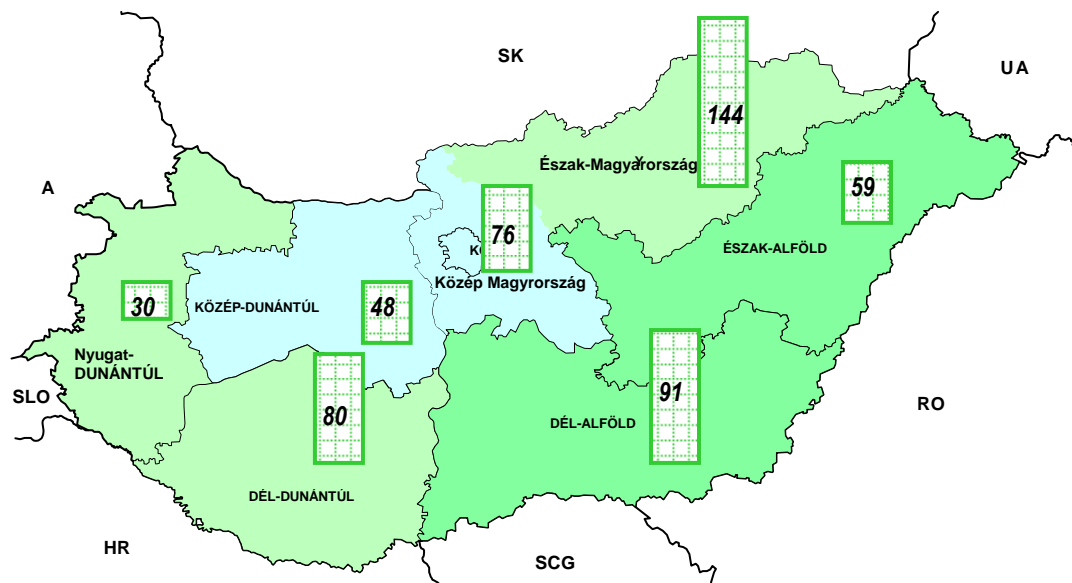 SK
UA
144
Észak-Magyarország
A
59
76
KÖ
ÉSZAK-ALFÖLD
Közép Magyrország
30
KÖZÉP-DUNÁNTÚL
48
Nyugat-
DUNÁNTÚL
SLO
80
91
RO
DÉL-ALFÖLD
DÉL-DUNÁNTÚL
HR
SCG